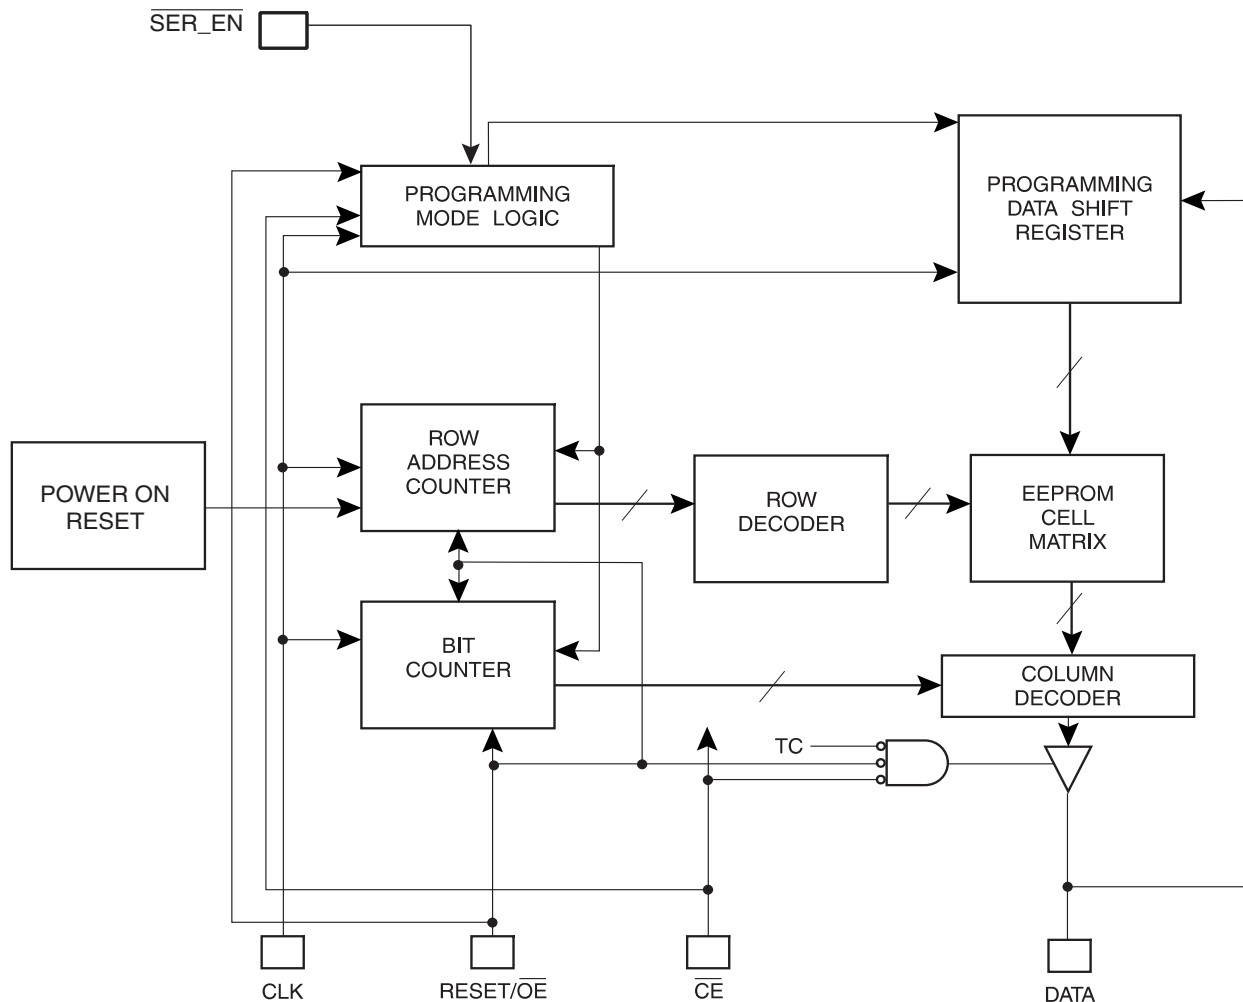 SER_EN
PROGRAMMING
MODE LOGIC
PROGRAMMING
DATA SHIFT
REGISTER
POWER ON
RESET
ROW
ADDRESS
COUNTER
ROW
DECODER
EEPROM
CELL
MATRIX
BIT
COUNTER
COLUMN
DECODER
TC
CLK
RESET/OE
CE
DATA